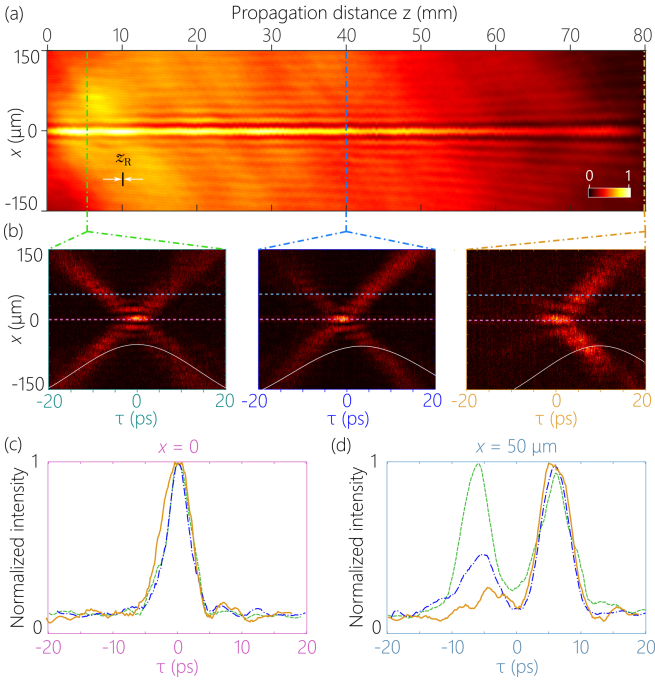 (a)
Propagation distance z (mm)
0 10 20 30 40 50 60 70 80
150
0
-150
x (µm)
z_R
0 1
(b)
150
0
-150
x (µm)
-20 0 20 -20 0 20 -20 0 20
τ (ps) τ (ps) τ (ps)
(c) x = 0 (d) x = 50 µm
1 1
Normalized intensity Normalized intensity
0 0
-20 -10 0 10 20 -20 -10 0 10 20
τ (ps) τ (ps)